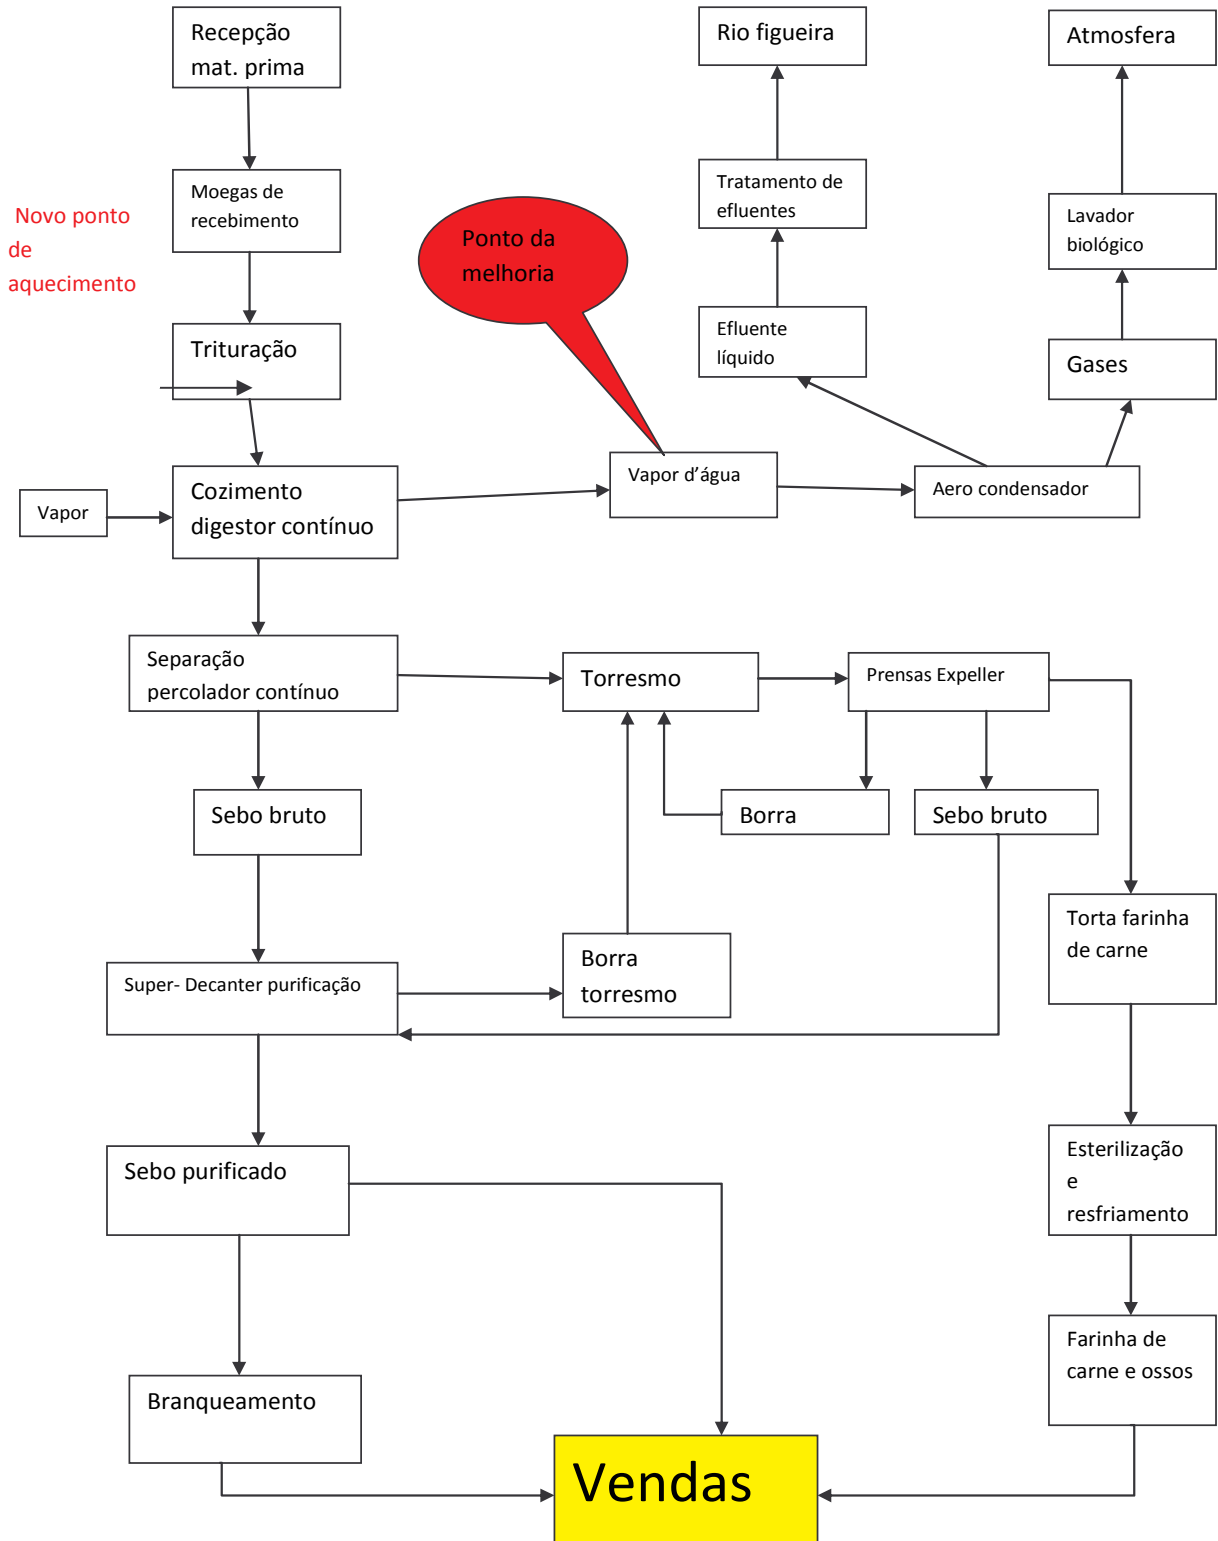 Recepção
mat. prima
Rio figueira
Atmosfera
Moegas de
recebimento
Tratamento de
efluentes
Lavador
biológico
Novo ponto
de
aquecimento
Ponto da
melhoria
Trituração
Efluente
líquido
Gases
Vapor
Cozimento
digestor contínuo
Vapor d’água
Aero condensador
Separação
percolador contínuo
Torresmo
Prensas Expeller
Sebo bruto
Borra
Sebo bruto
Torta farinha
de carne
Super- Decanter purificação
Borra
torresmo
Sebo purificado
Esterilização
e
resfriamento
Farinha de
carne e ossos
Branqueamento
Vendas